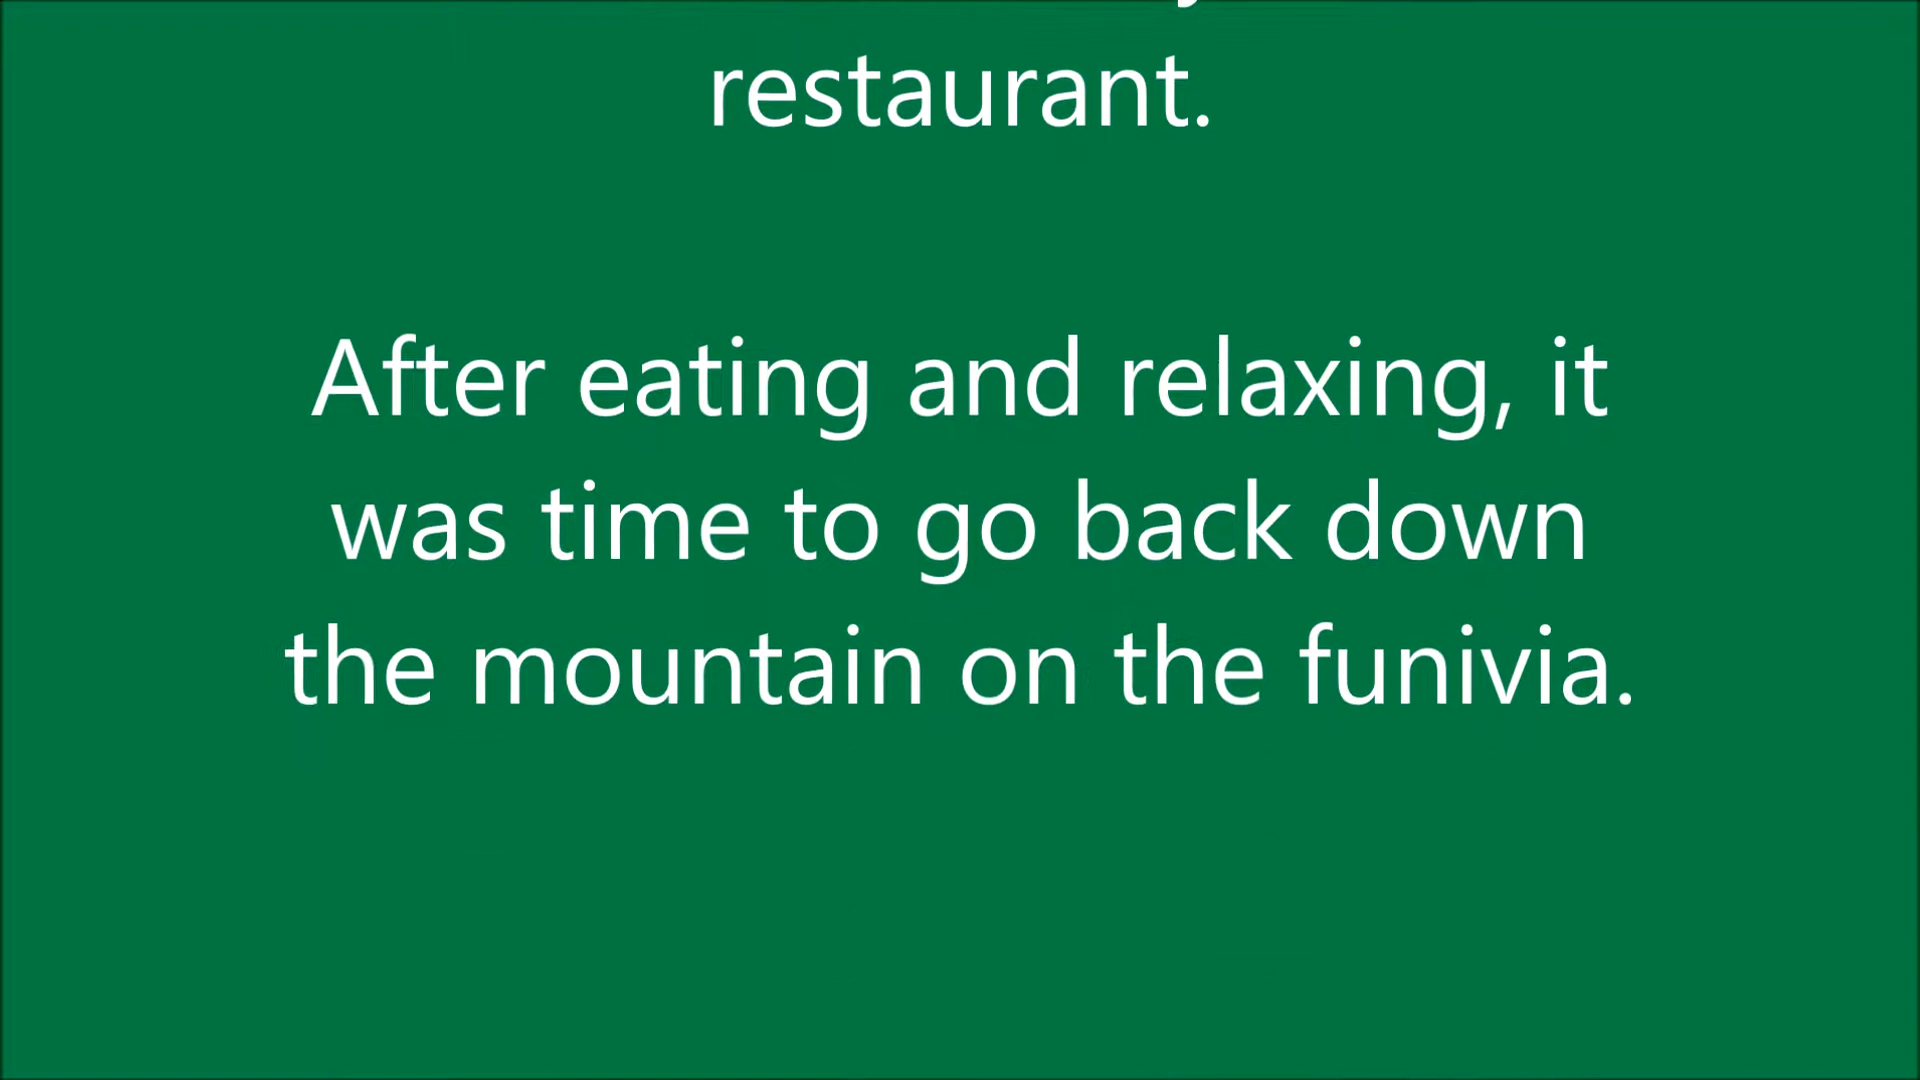 restaurant.
After eating and relaxing, it
was time to go back down
the mountain on the funivia.